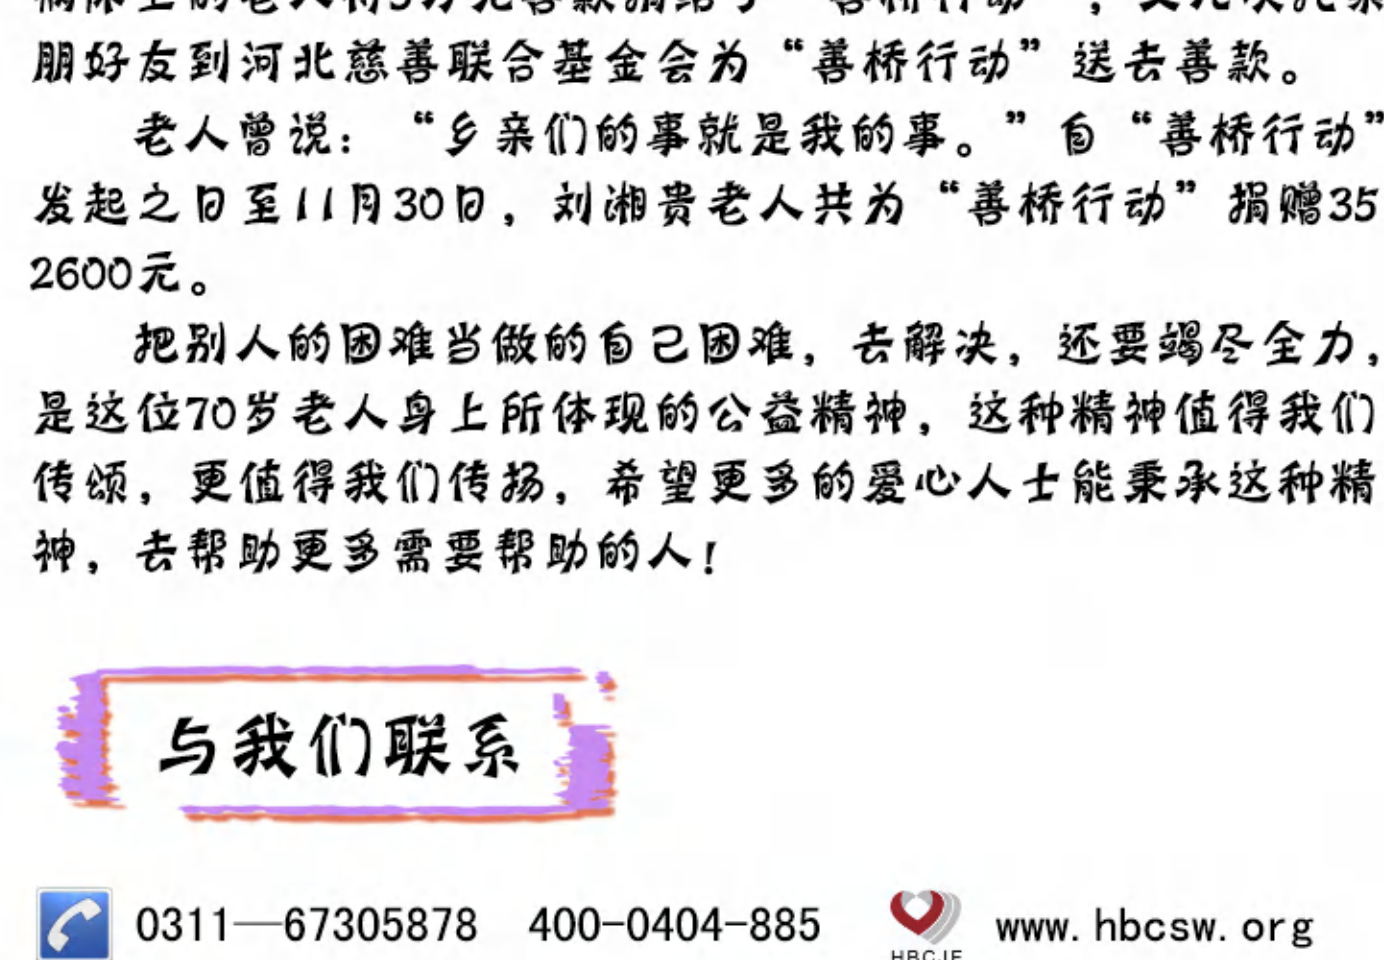 朋好友到河北慈善联合基金会为“善桥行动”送去善款。
老人曾说：“乡亲们的事就是我的事。”自“善桥行动”
发起之日至11月30日，刘湘贵老人共为“善桥行动”捐赠35
2600元。
把别人的困难当做的自己困难，去解决，还要竭尽全力，
是这位70岁老人身上所体现的公益精神，这种精神值得我们
传颂，更值得我们传扬，希望更多的爱心人士能秉承这种精
神，去帮助更多需要帮助的人！
与我们联系
0311—67305878 400-0404-885 www.hbcsw.org